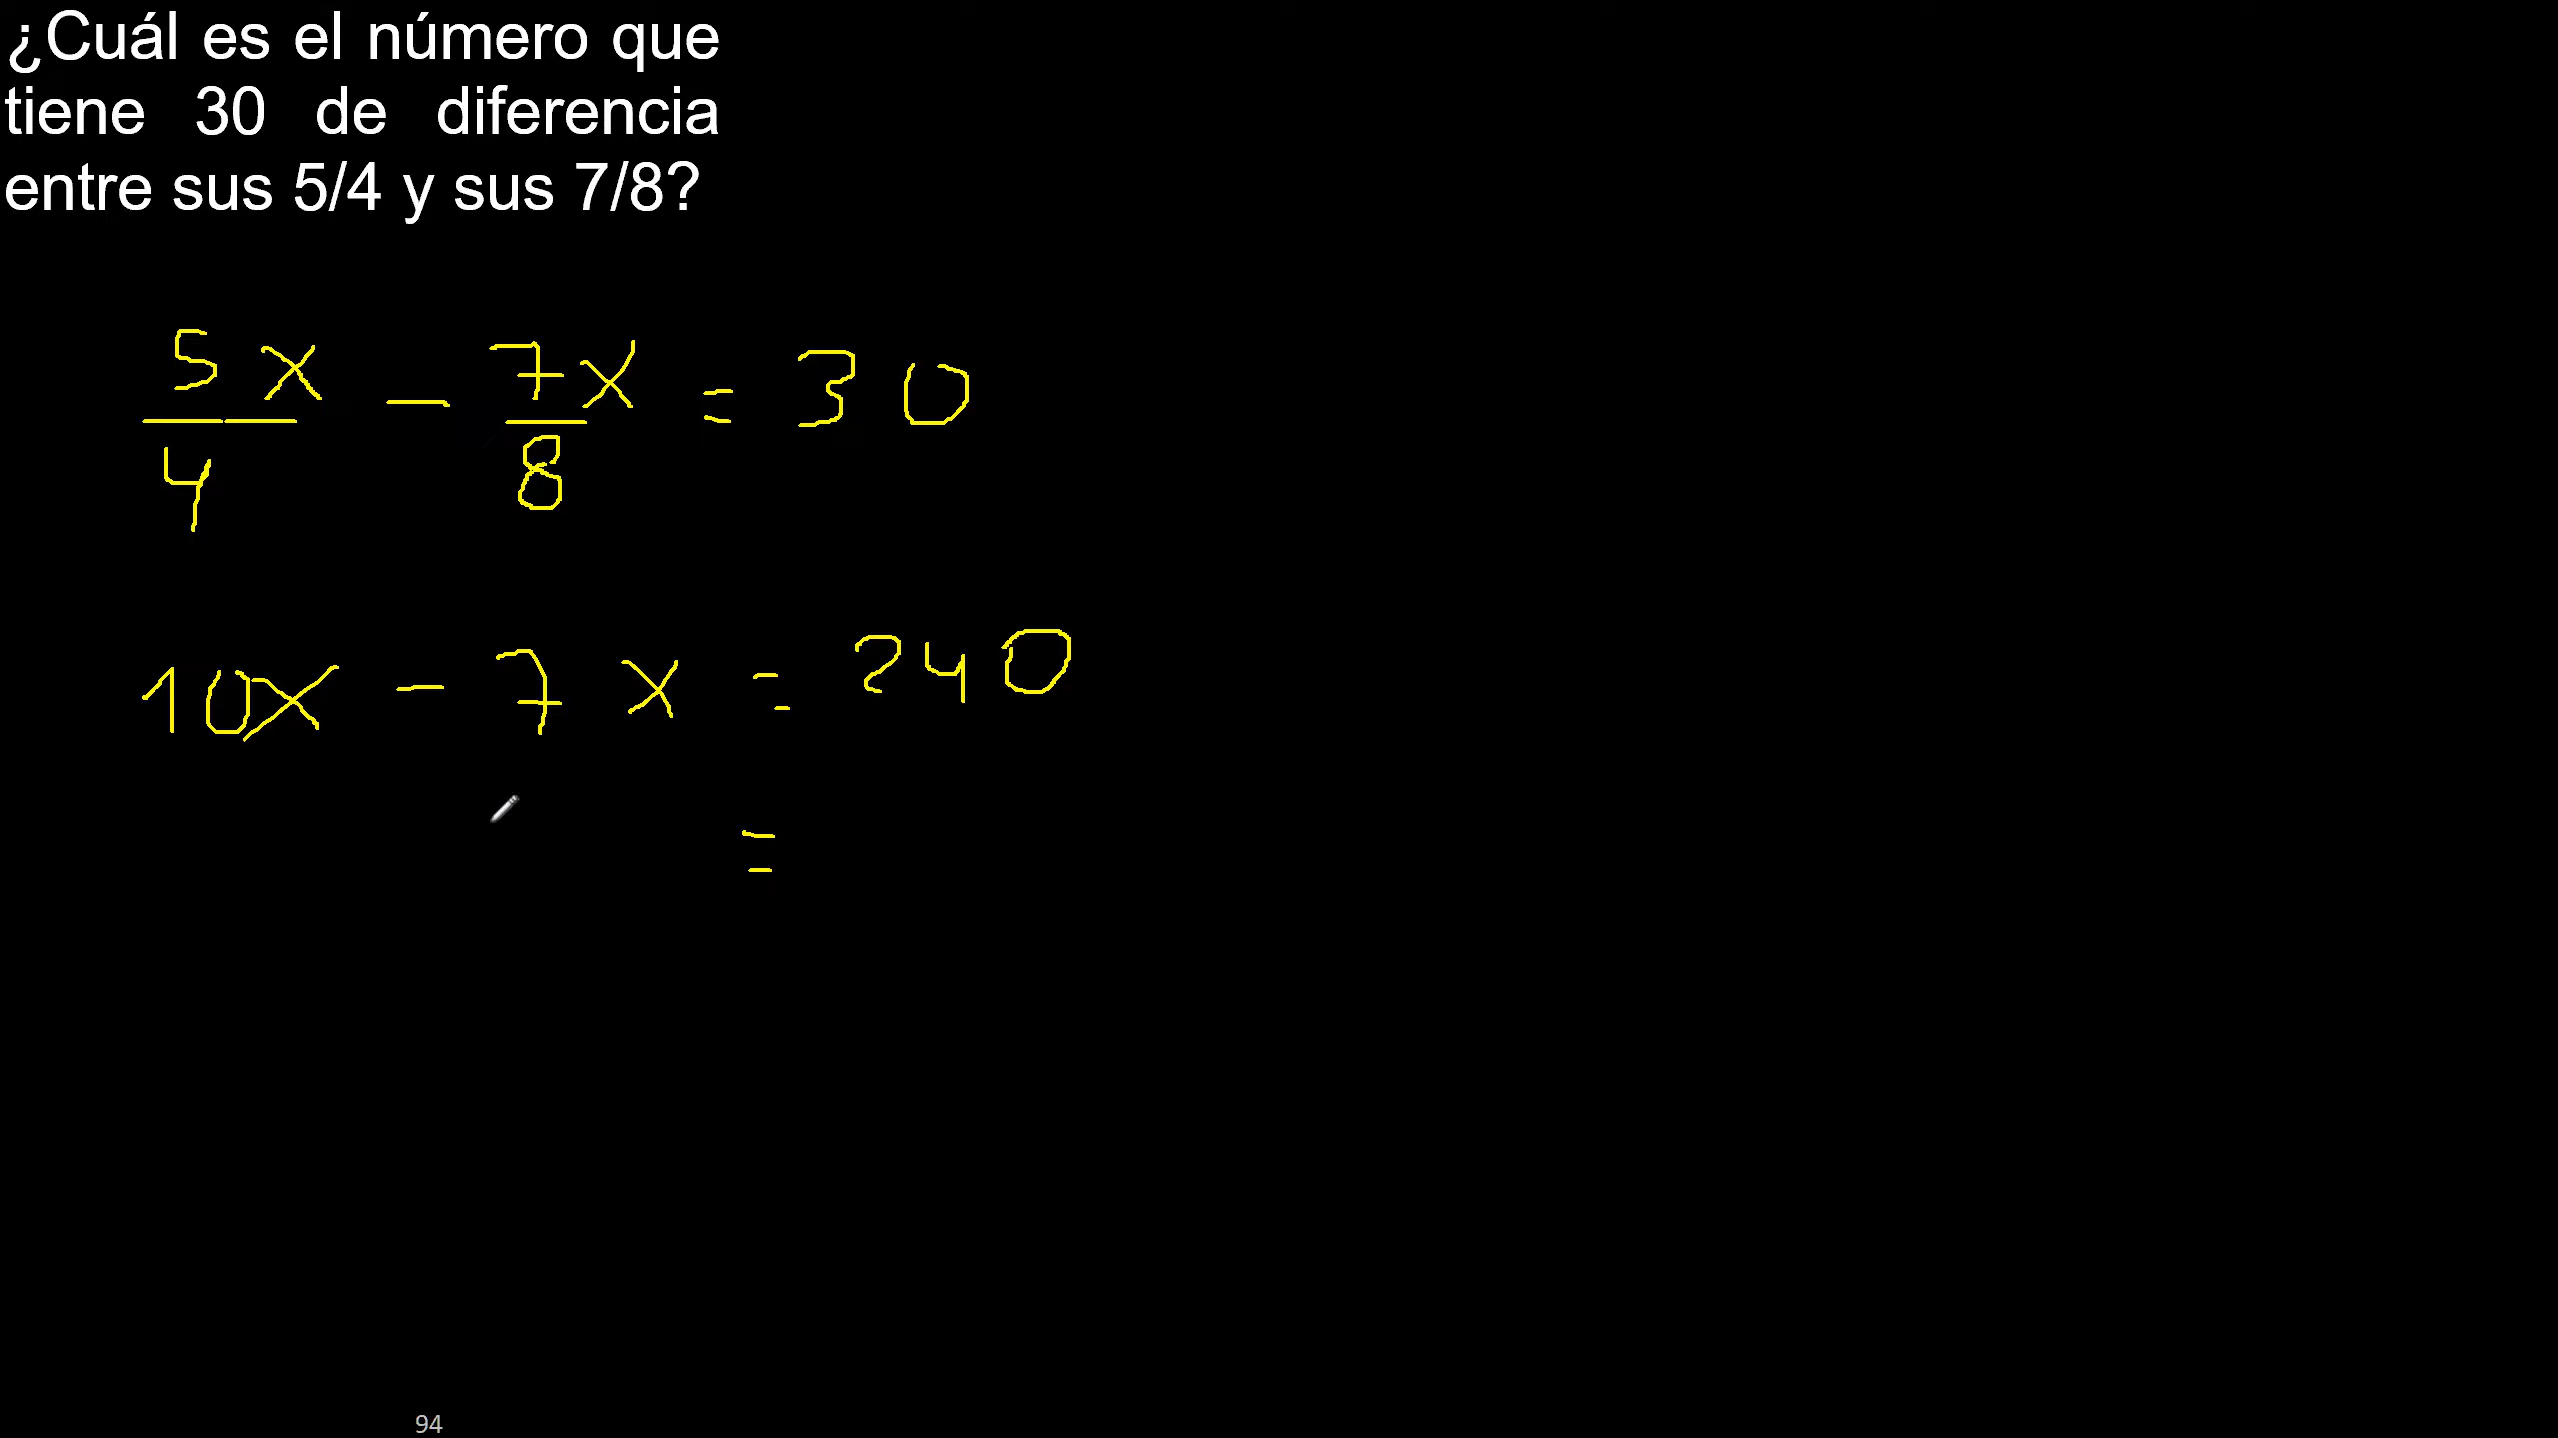 ¿Cuál es el número que
tiene 30 de diferencia
entre sus 5/4 y sus 7/8?
5x/4 - 7x/8 = 30
10x - 7x = 240
=
94